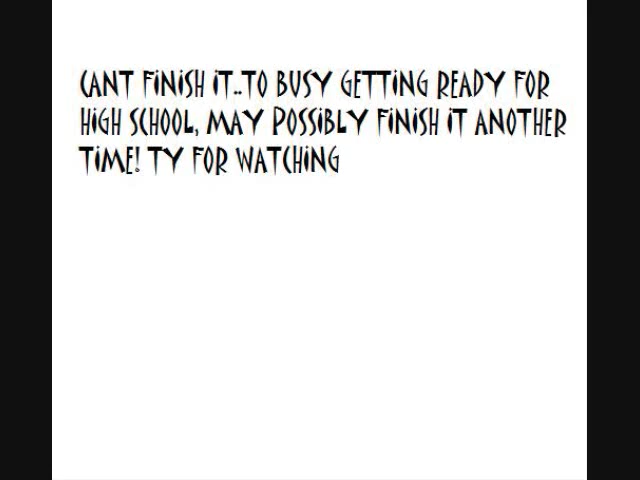 CANT FiNiSH iT..TO BUSY GETTiNG READY FOR
HiGH SCHOOL, MAY POSSiBLY FiNiSH iT ANOTHER
TiME! TY FOR WATCHiNG